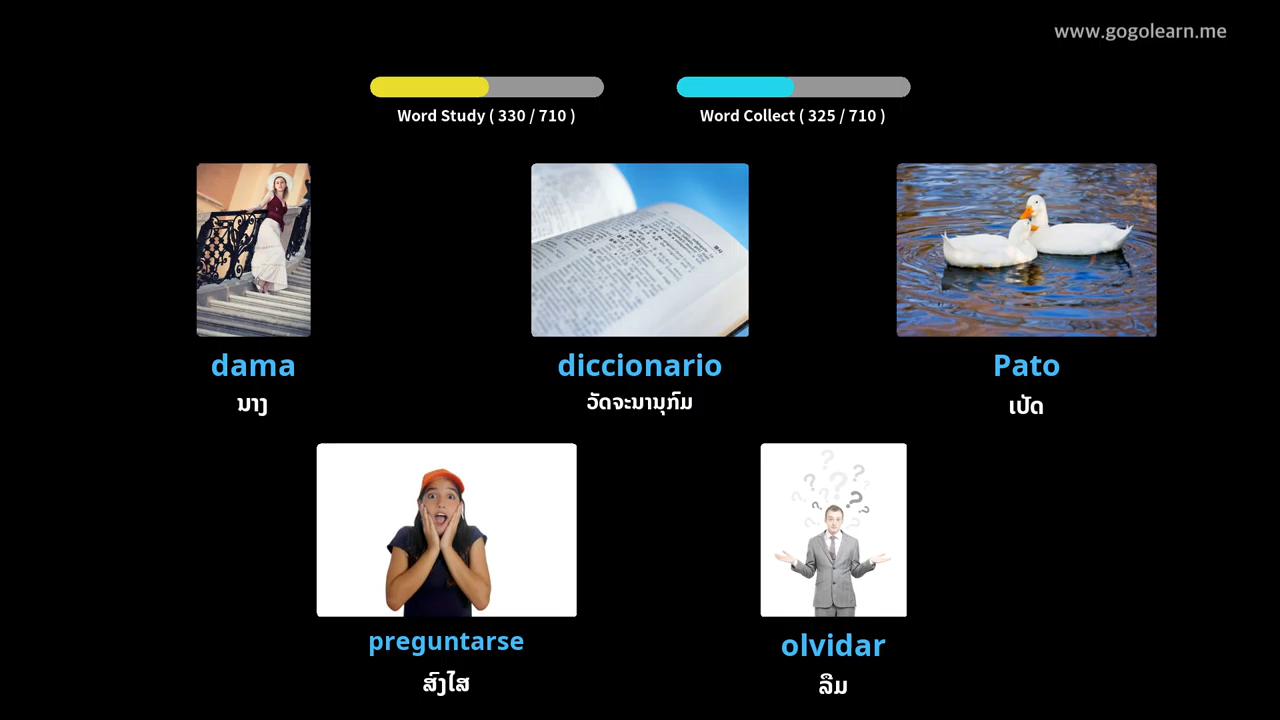 www.gogolearn.me
Word Study ( 330 / 710 )
Word Collect ( 325 / 710 )
dama
ນາງ
diccionario
ວັດຈະນານຸກົມ
Pato
ເປັດ
preguntarse
ສົງໄສ
olvidar
ລືມ